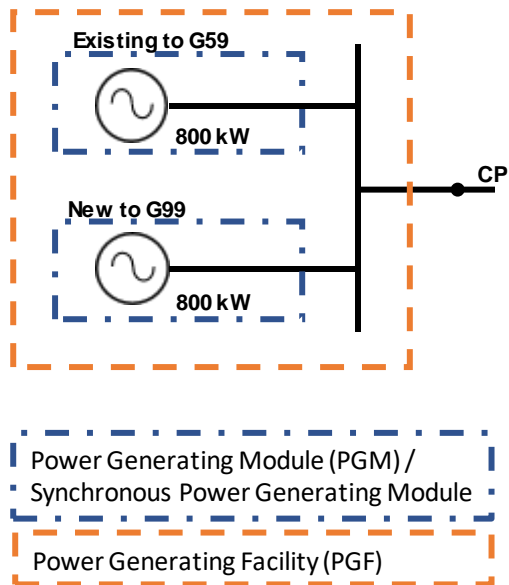 Existing to G59
800 kW
CP
New to G99
800 kW
Power Generating Module (PGM) /
Synchronous Power Generating Module
Power Generating Facility (PGF)